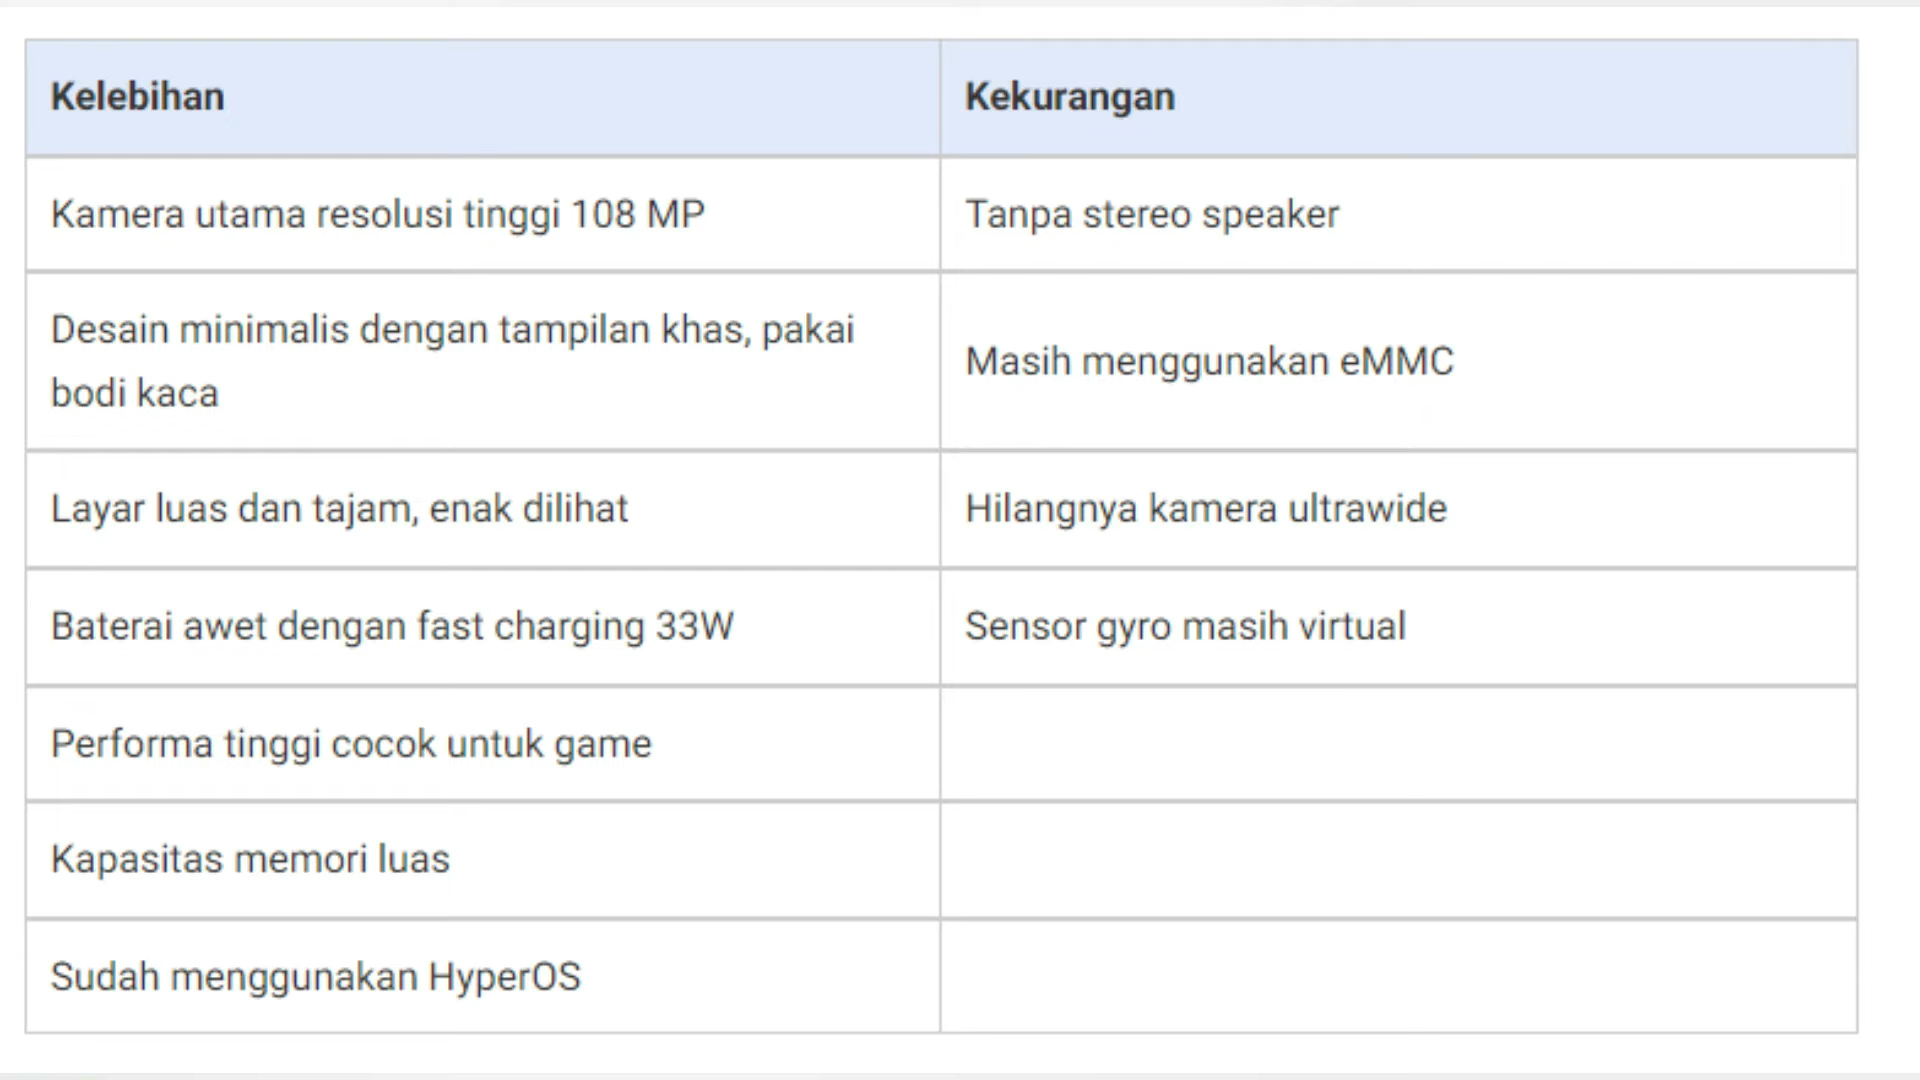 Kelebihan
Kekurangan
Kamera utama resolusi tinggi 108 MP
Tanpa stereo speaker
Desain minimalis dengan tampilan khas, pakai
bodi kaca
Masih menggunakan eMMC
Layar luas dan tajam, enak dilihat
Hilangnya kamera ultrawide
Baterai awet dengan fast charging 33W
Sensor gyro masih virtual
Performa tinggi cocok untuk game
Kapasitas memori luas
Sudah menggunakan HyperOS